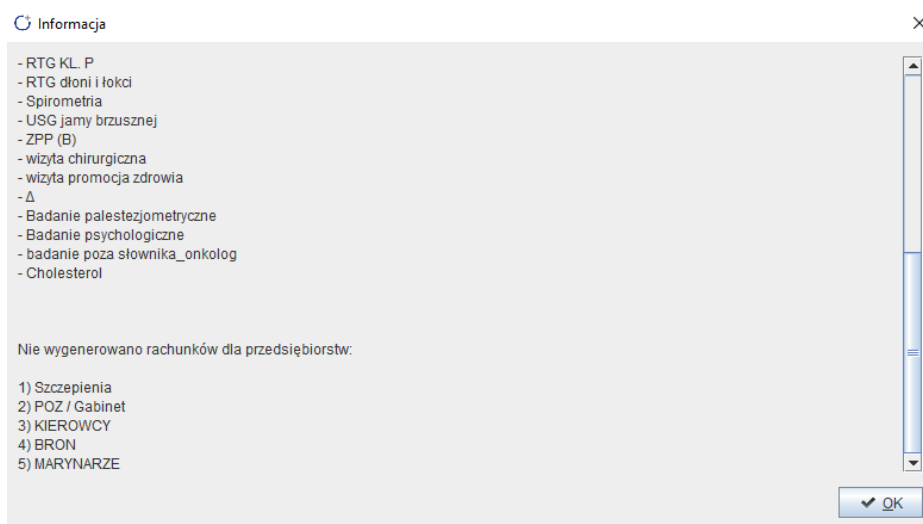 Informacja
- RTG KL. P
- RTG dłoni i łokci
- Spirometria
- USG jamy brzusznej
- ZPP (B)
- wizyta chirurgiczna
- wizyta promocja zdrowia
- Δ
- Badanie palestezjometryczne
- Badanie psychologiczne
- badanie poza słownika_onkolog
- Cholesterol
Nie wygenerowano rachunków dla przedsiębiorstw:
1) Szczepienia
2) POZ / Gabinet
3) KIEROWCY
4) BRON
5) MARYNARZE
OK